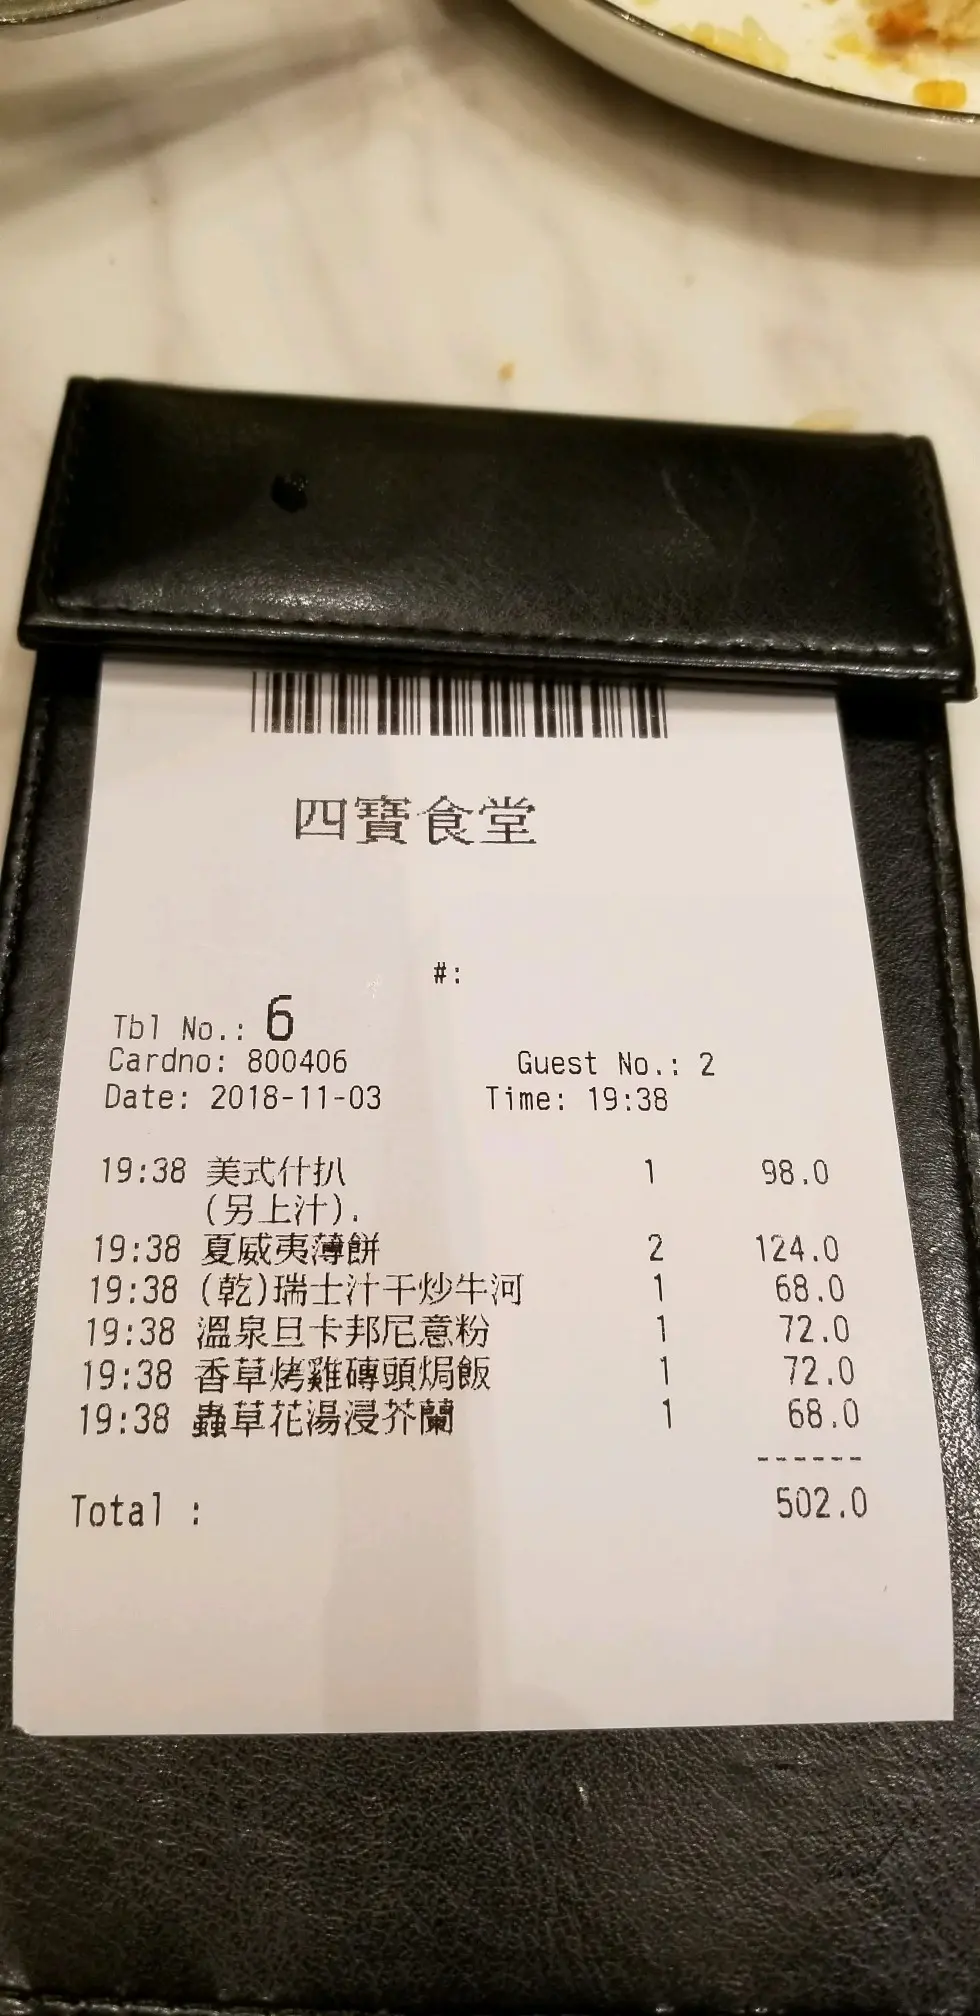 四寶食堂
#:
Tbl No.: 6
Cardno: 800406 Guest No.: 2
Date: 2018-11-03 Time: 19:38
19:38 美式什扒 1 98.0
(另上汁).
19:38 夏威夷薄餅 2 124.0
19:38 (乾)瑞士汁干炒牛河 1 68.0
19:38 溫泉旦卡邦尼意粉 1 72.0
19:38 香草烤雞磚頭焗飯 1 72.0
19:38 蟲草花湯浸芥蘭 1 68.0
------
Total : 502.0